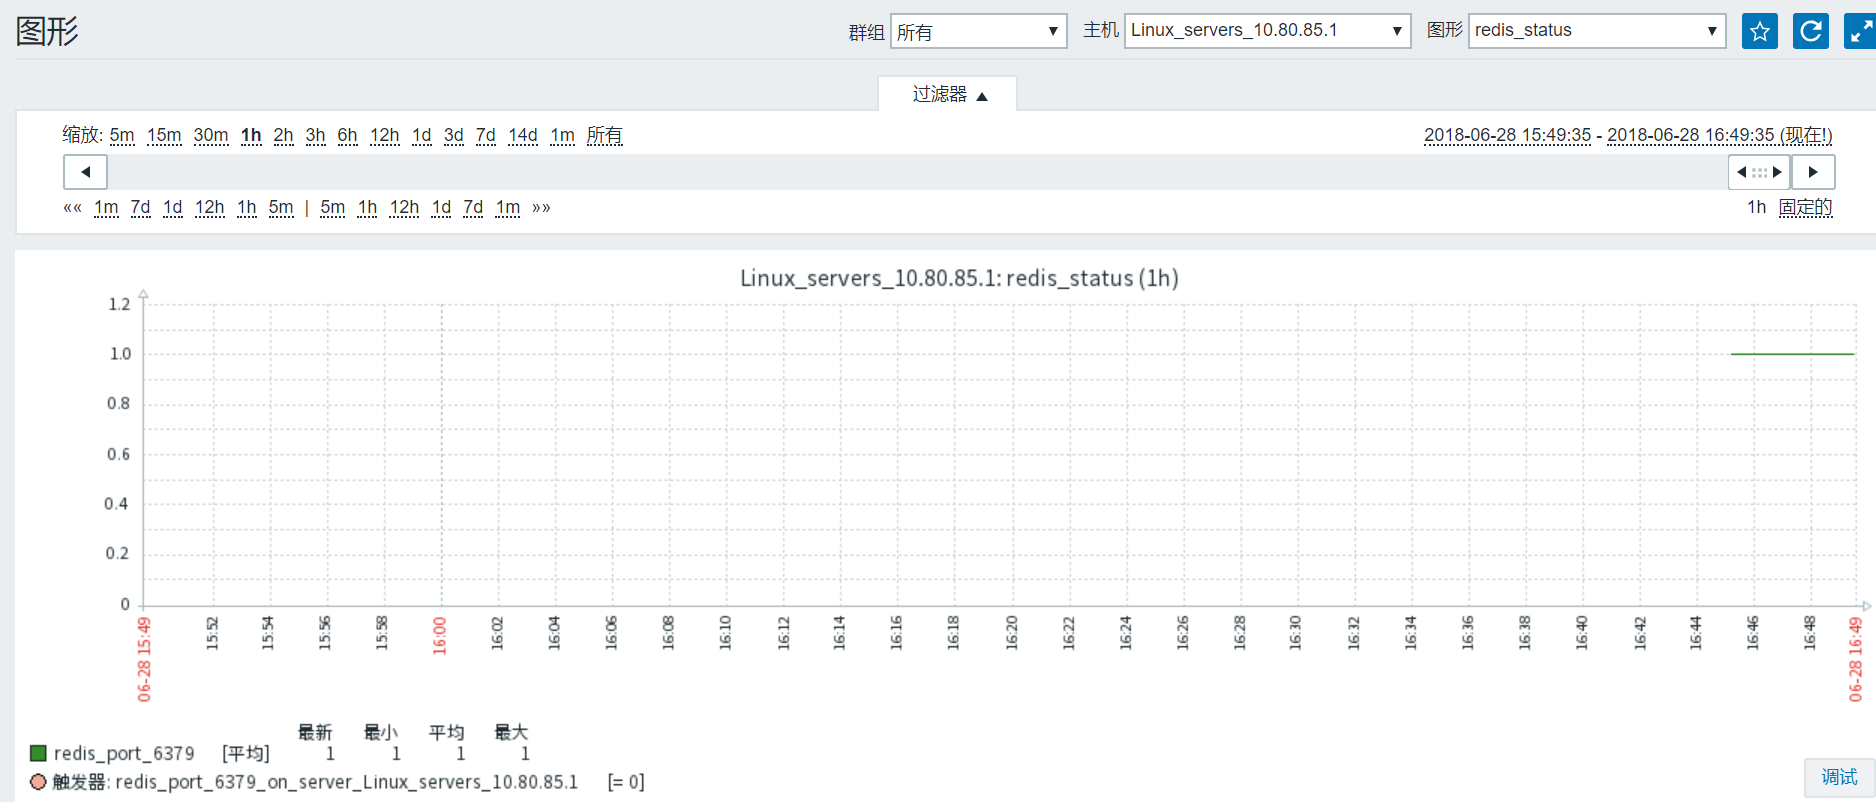 图形
群组 所有 主机 Linux_servers_10.80.85.1 图形 redis_status
过滤器
缩放: 5m 15m 30m 1h 2h 3h 6h 12h 1d 3d 7d 14d 1m 所有
2018-06-28 15:49:35 - 2018-06-28 16:49:35 (现在!)
«« 1m 7d 1d 12h 1h 5m | 5m 1h 12h 1d 7d 1m »»
1h 固定的
Linux_servers_10.80.85.1: redis_status (1h)
1.2
1.0
0.8
0.6
0.4
0.2
0
06-28 15:49 15:52 15:54 15:56 15:58 16:00 16:02 16:04 16:06 16:08 16:10 16:12 16:14 16:16 16:18 16:20 16:22 16:24 16:26 16:28 16:30 16:32 16:34 16:36 16:38 16:40 16:42 16:44 16:46 16:48 06-28 16:49
最新 最小 平均 最大
redis_port_6379 [平均] 1 1 1 1
触发器: redis_port_6379_on_server_Linux_servers_10.80.85.1 [= 0]
调试